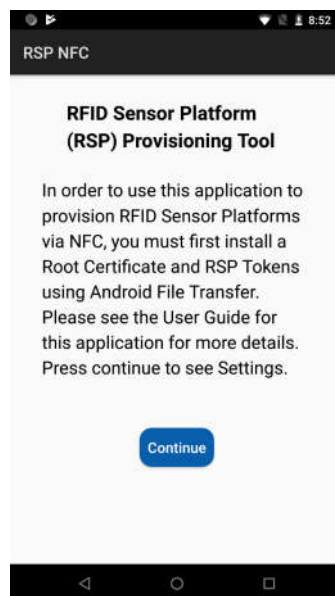 8:52
RSP NFC
RFID Sensor Platform
(RSP) Provisioning Tool
In order to use this application to
provision RFID Sensor Platforms
via NFC, you must first install a
Root Certificate and RSP Tokens
using Android File Transfer.
Please see the User Guide for
this application for more details.
Press continue to see Settings.
Continue